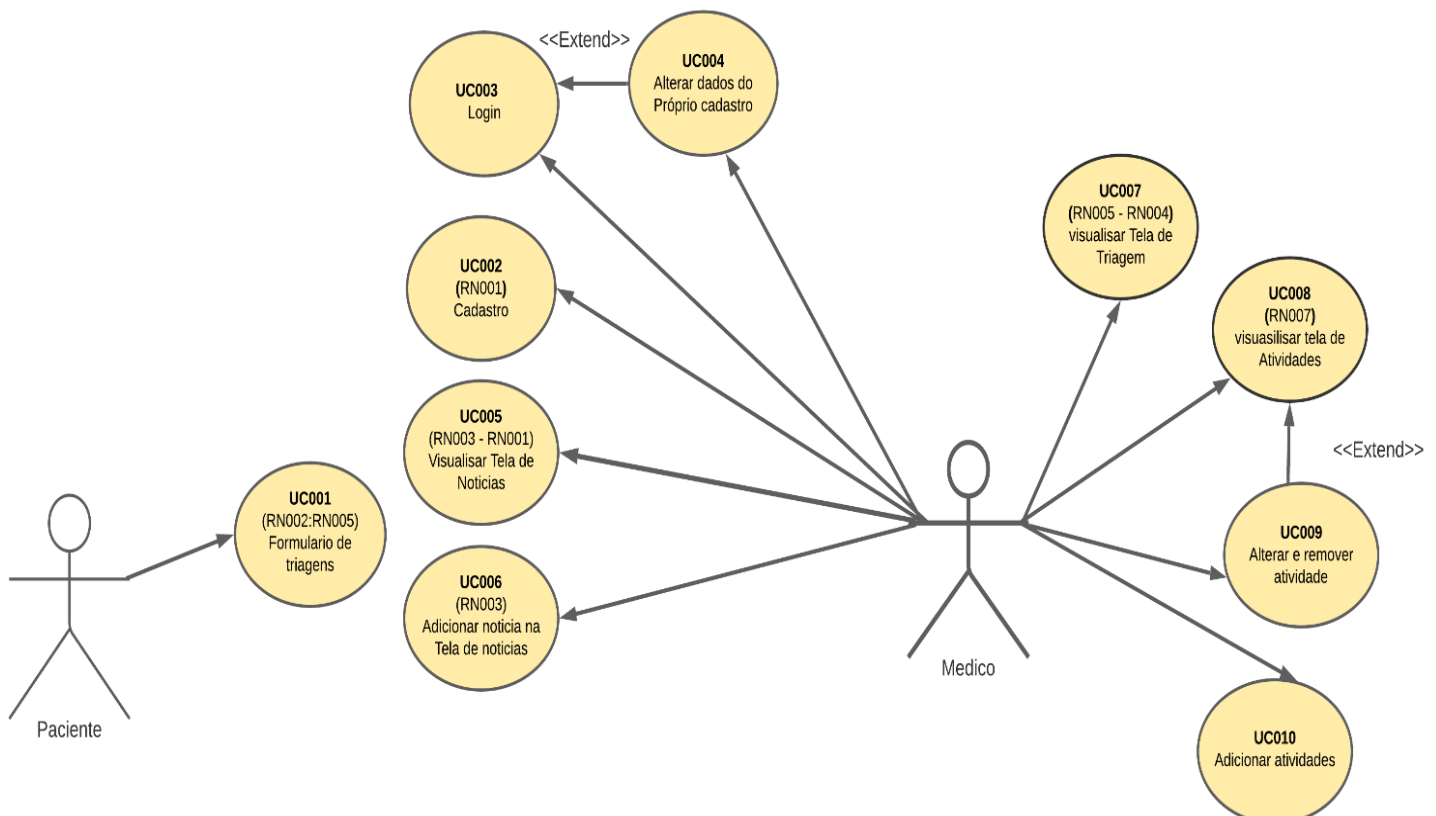 <<Extend>>
UC003
Login
UC004
Alterar dados do
Próprio cadastro
UC007
(RN005 - RN004)
visualisar Tela de
Triagem
UC002
(RN001)
Cadastro
UC008
(RN007)
visuasilisar tela de
Atividades
UC005
(RN003 - RN001)
Visualisar Tela de
Noticias
<<Extend>>
UC001
(RN002:RN005)
Formulario de
triagens
UC009
Alterar e remover
atividade
UC006
(RN003)
Adicionar noticia na
Tela de noticias
Medico
Paciente
UC010
Adicionar atividades